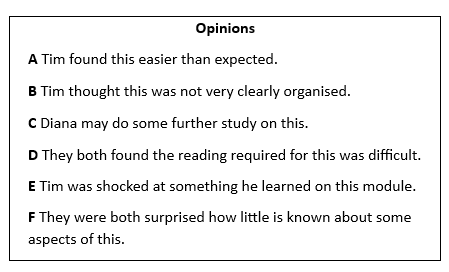 Opinions
A Tim found this easier than expected.
B Tim thought this was not very clearly organised.
C Diana may do some further study on this.
D They both found the reading required for this was difficult.
E Tim was shocked at something he learned on this module.
F They were both surprised how little is known about some
aspects of this.